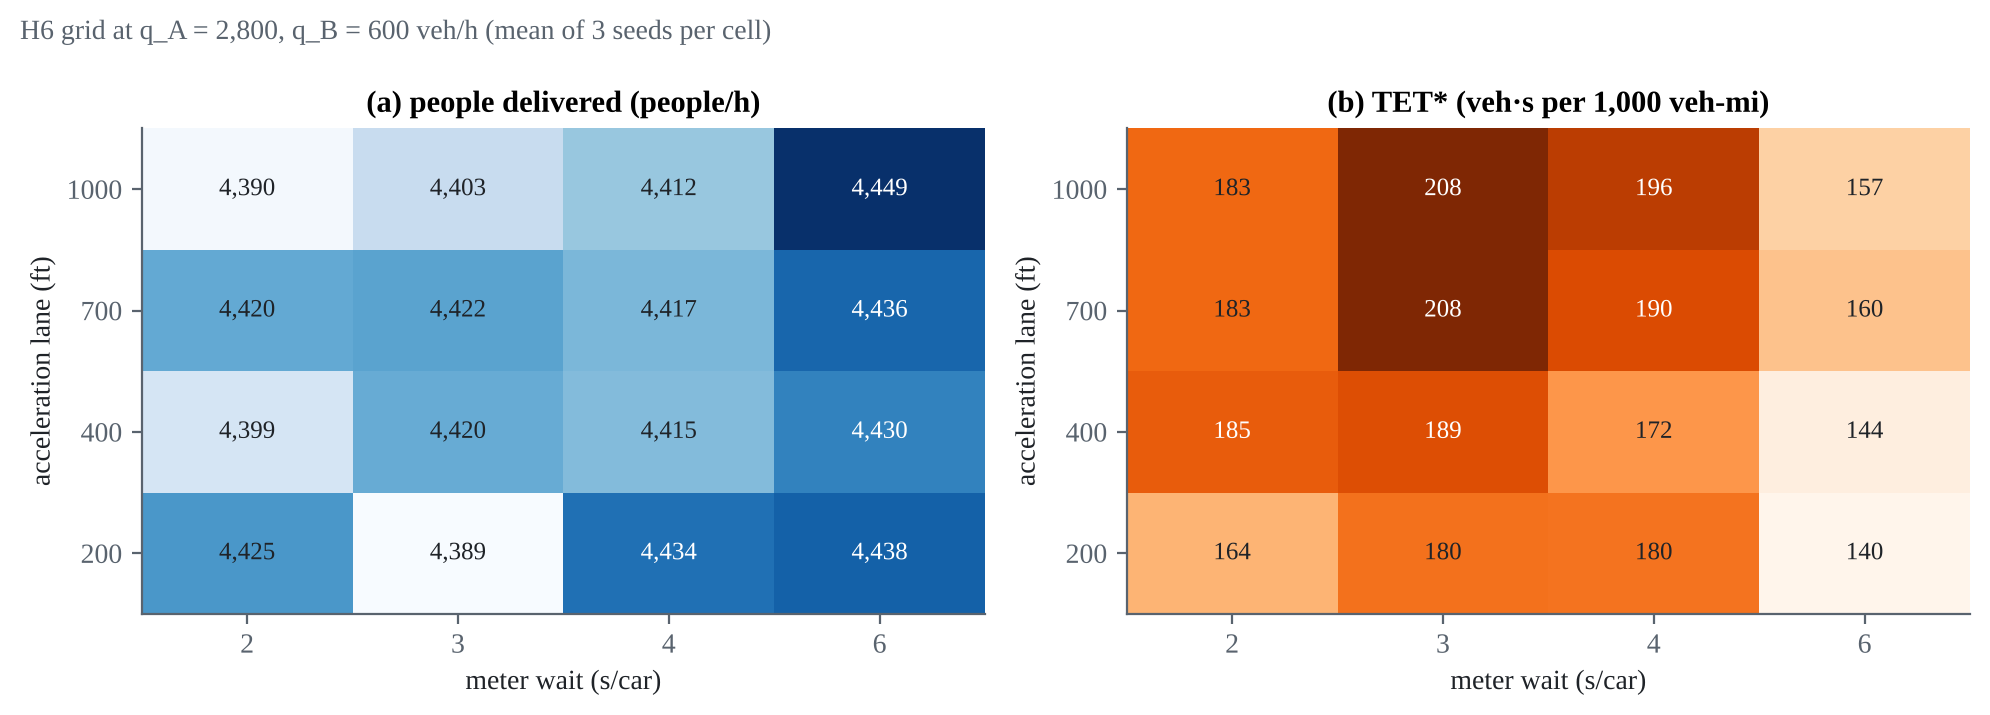 H6 grid at q_A = 2,800, q_B = 600 veh/h (mean of 3 seeds per cell)
(a) people delivered (people/h)
acceleration lane (ft)
1000 4,390 4,403 4,412 4,449
700 4,420 4,422 4,417 4,436
400 4,399 4,420 4,415 4,430
200 4,425 4,389 4,434 4,438
2 3 4 6
meter wait (s/car)
(b) TET* (veh·s per 1,000 veh-mi)
acceleration lane (ft)
1000 183 208 196 157
700 183 208 190 160
400 185 189 172 144
200 164 180 180 140
2 3 4 6
meter wait (s/car)